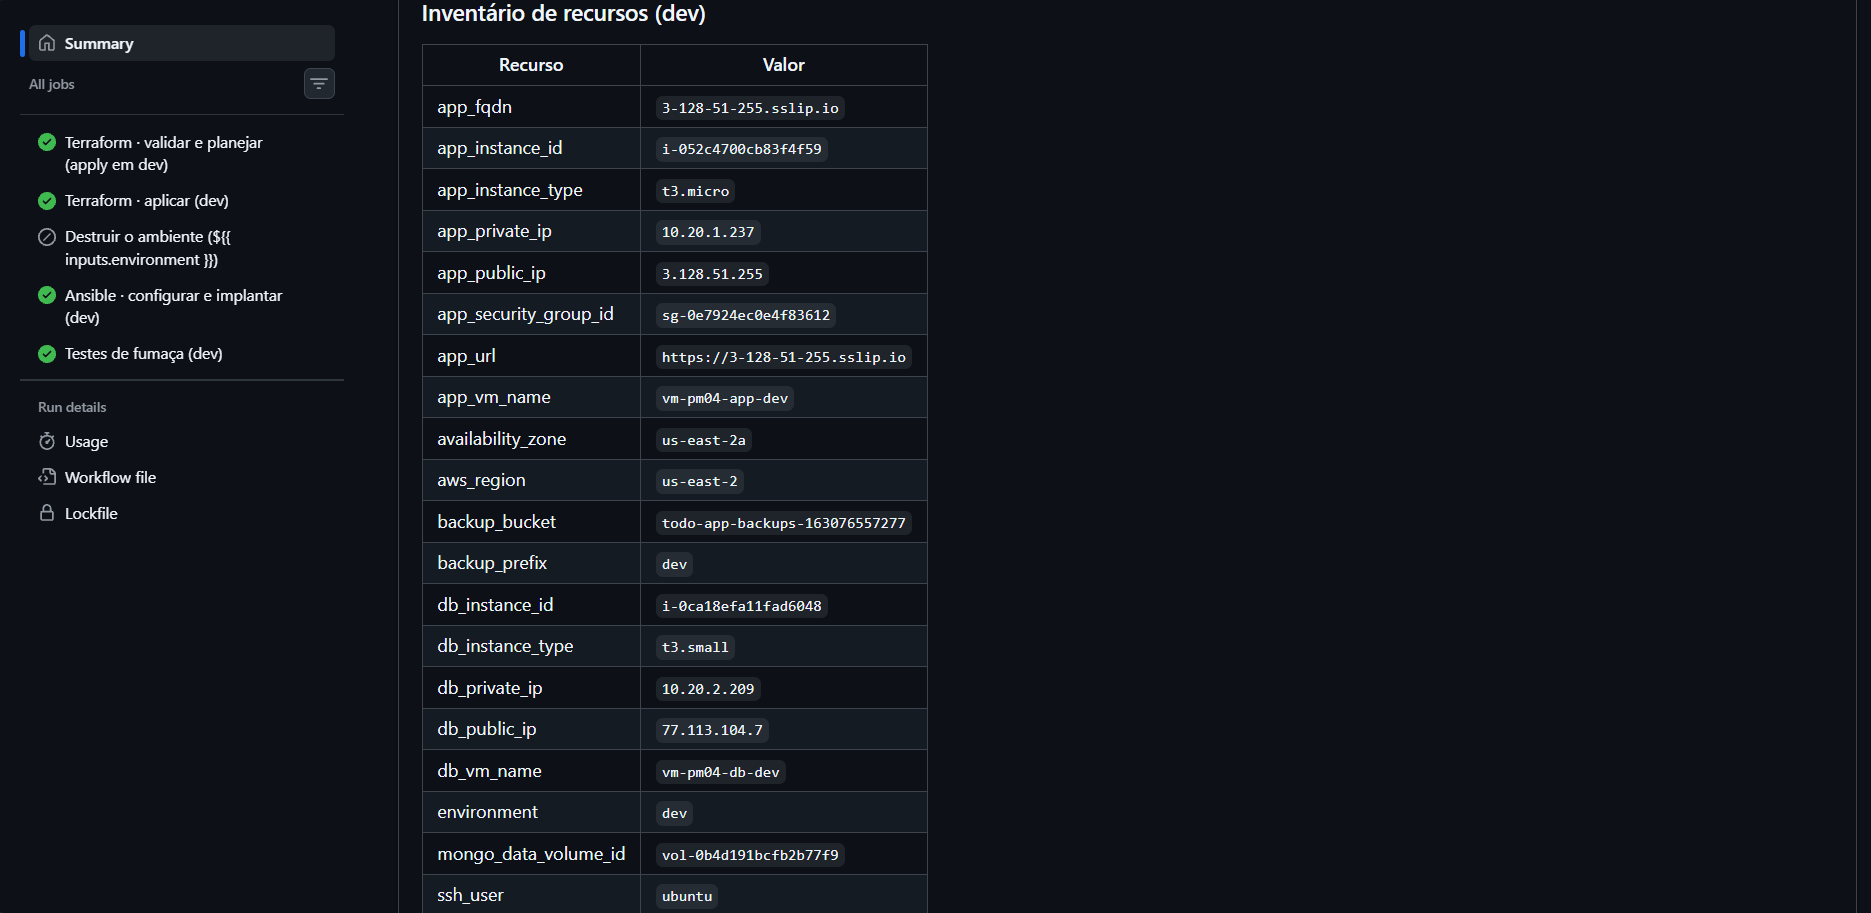 Summary
All jobs
Terraform · validar e planejar
(apply em dev)
Terraform · aplicar (dev)
Destruir o ambiente (${{
inputs.environment }})
Ansible · configurar e implantar
(dev)
Testes de fumaça (dev)
Run details
Usage
Workflow file
Lockfile
Inventário de recursos (dev)
Recurso Valor
app_fqdn 3-128-51-255.sslip.io
app_instance_id i-052c4700cb83f4f59
app_instance_type t3.micro
app_private_ip 10.20.1.237
app_public_ip 3.128.51.255
app_security_group_id sg-0e7924ec0e4f83612
app_url https://3-128-51-255.sslip.io
app_vm_name vm-pm04-app-dev
availability_zone us-east-2a
aws_region us-east-2
backup_bucket todo-app-backups-163076557277
backup_prefix dev
db_instance_id i-0ca18efa11fad6048
db_instance_type t3.small
db_private_ip 10.20.2.209
db_public_ip 77.113.104.7
db_vm_name vm-pm04-db-dev
environment dev
mongo_data_volume_id vol-0b4d191bcfb2b77f9
ssh_user ubuntu